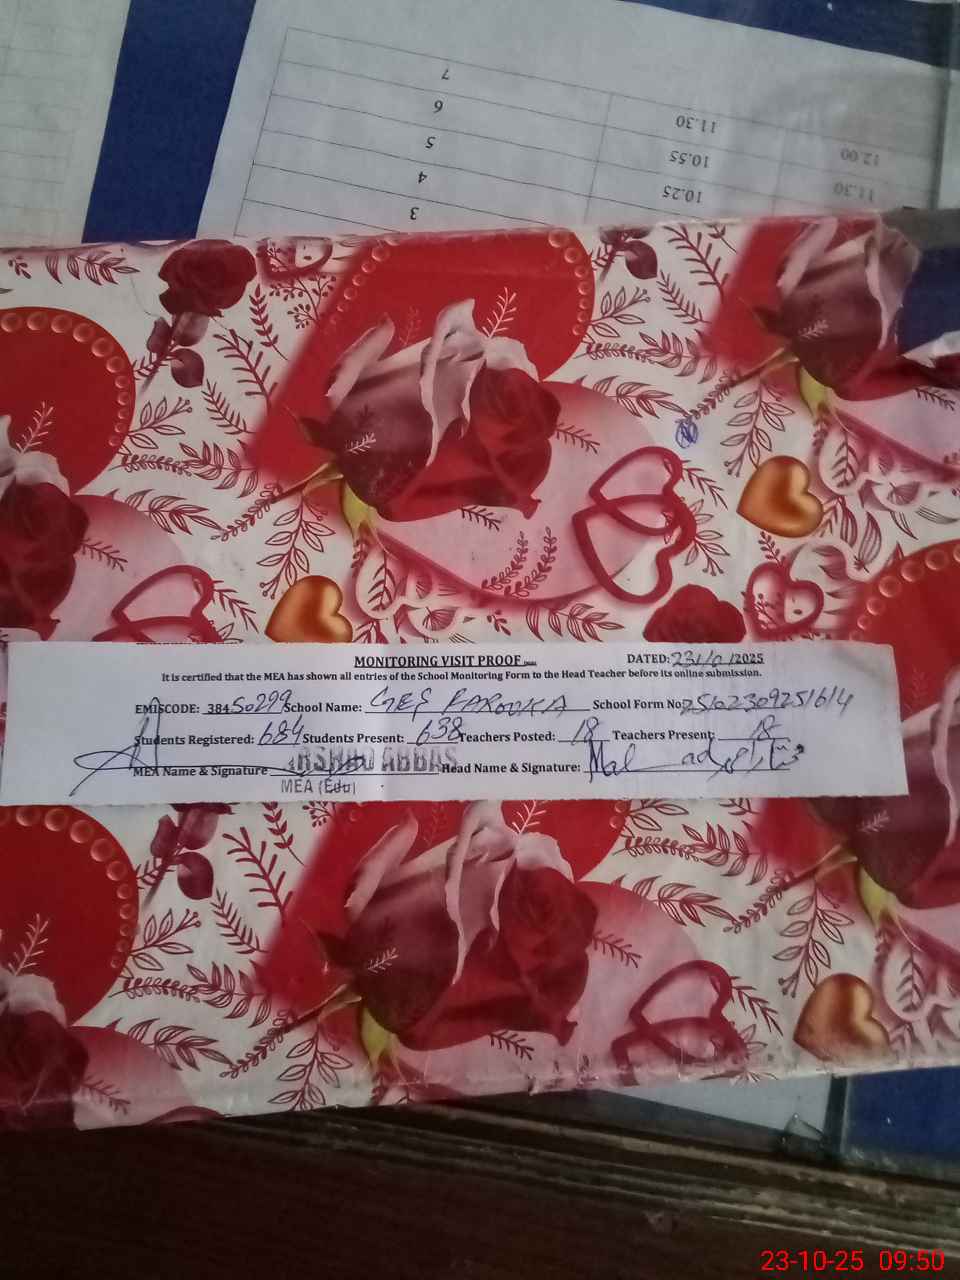 7
6
11.30
5
10.55
12.00
4
10.25
11.30
3
MONITORING VISIT PROOF
DATED: 23/10/2025
It is certified that the MEA has shown all entries of the School Monitoring Form to the Head Teacher before its online submission.
EMISCODE: 38450299 School Name: GES FAROOKA School Form No:
Students Registered: 684 Students Present: 638 Teachers Posted: 18 Teachers Present: 18
MEA Name & Signature ARSHAD ABBAS Head Name & Signature:
MEA (Edu)
23-10-25 09:50